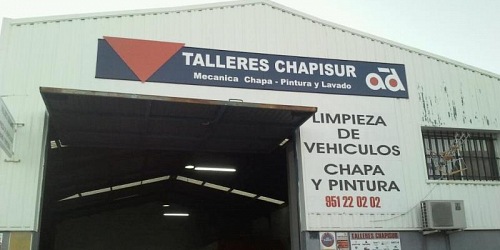 TALLERES CHAPISUR
Mecanica Chapa - Pintura y Lavado
ad
LIMPIEZA
DE
VEHICULOS
CHAPA
Y PINTURA
951 22 02 02
TALLERES CHAPISUR